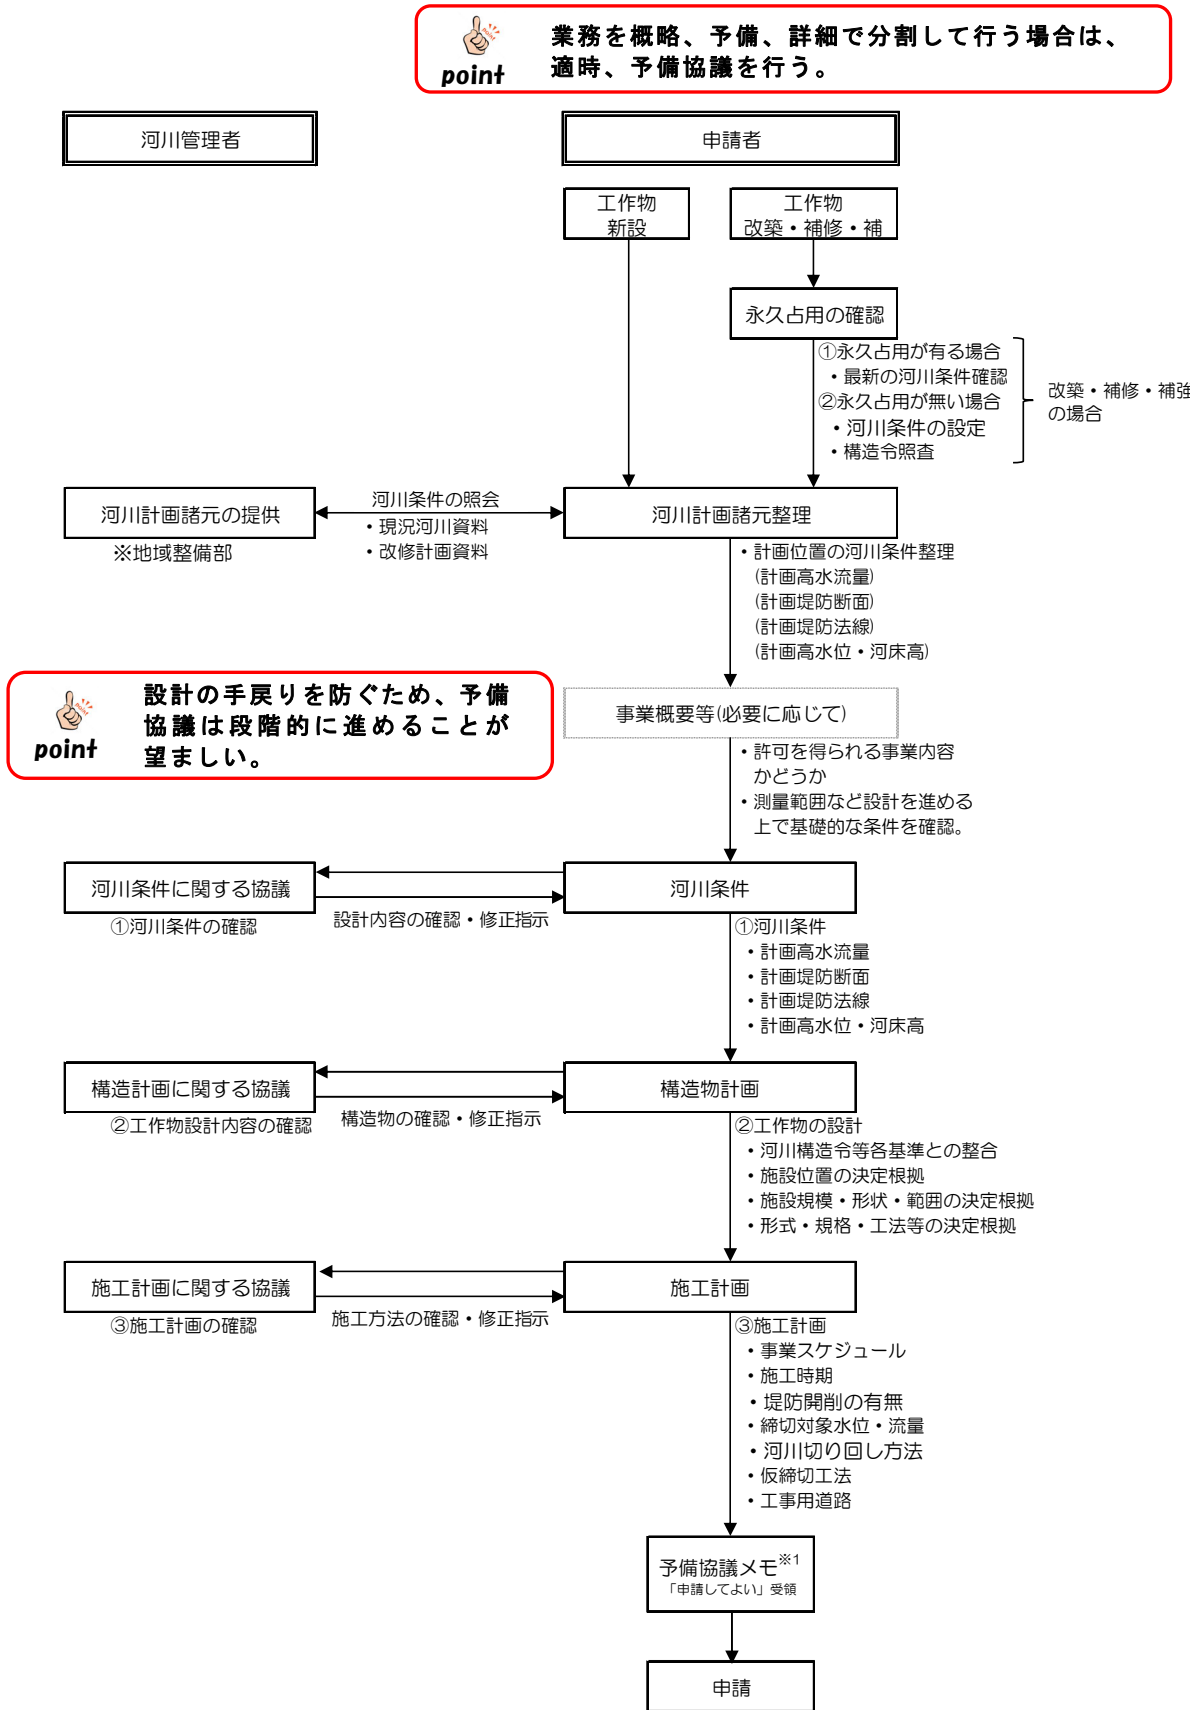 業務を概略、予備、詳細で分割して行う場合は、
適時、予備協議を行う。
point
河川管理者
申請者
工作物
新設
工作物
改築・補修・補
永久占用の確認
①永久占用が有る場合
・最新の河川条件確認
②永久占用が無い場合
・河川条件の設定
・構造令照査
改築・補修・補強
の場合
河川計画諸元の提供
※地域整備部
河川条件の照会
・現況河川資料
・改修計画資料
河川計画諸元整理
・計画位置の河川条件整理
(計画高水流量)
(計画堤防断面)
(計画堤防法線)
(計画高水位・河床高)
設計の手戻りを防ぐため、予備
協議は段階的に進めることが
望ましい。
point
事業概要等(必要に応じて)
・許可を得られる事業内容
かどうか
・測量範囲など設計を進める
上で基礎的な条件を確認。
河川条件に関する協議
①河川条件の確認
設計内容の確認・修正指示
河川条件
①河川条件
・計画高水流量
・計画堤防断面
・計画堤防法線
・計画高水位・河床高
構造計画に関する協議
②工作物設計内容の確認
構造物の確認・修正指示
構造物計画
②工作物の設計
・河川構造令等各基準との整合
・施設位置の決定根拠
・施設規模・形状・範囲の決定根拠
・形式・規格・工法等の決定根拠
施工計画に関する協議
③施工計画の確認
施工方法の確認・修正指示
施工計画
③施工計画
・事業スケジュール
・施工時期
・堤防開削の有無
・締切対象水位・流量
・河川切り回し方法
・仮締切工法
・工事用道路
予備協議メモ※1
「申請してよい」受領
申請